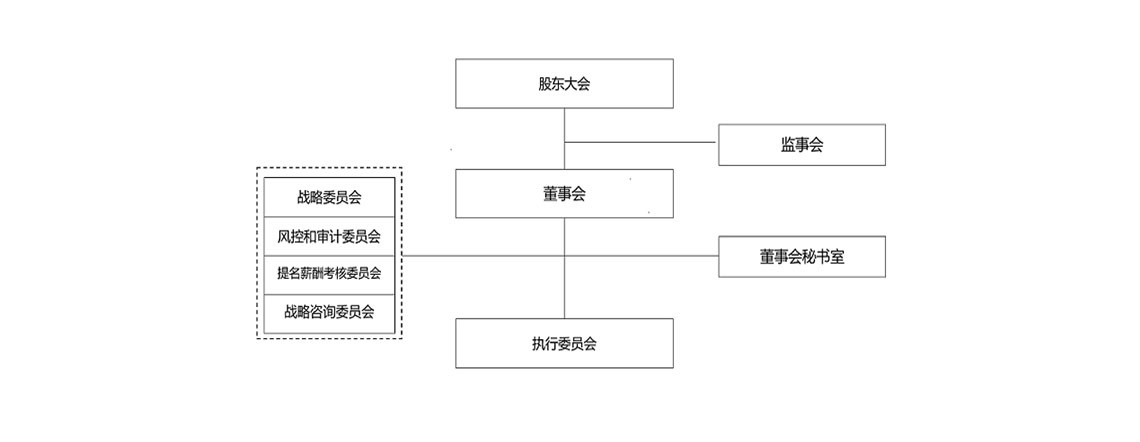 股东大会
监事会
董事会
战略委员会
风控和审计委员会
提名薪酬考核委员会
战略咨询委员会
董事会秘书室
执行委员会